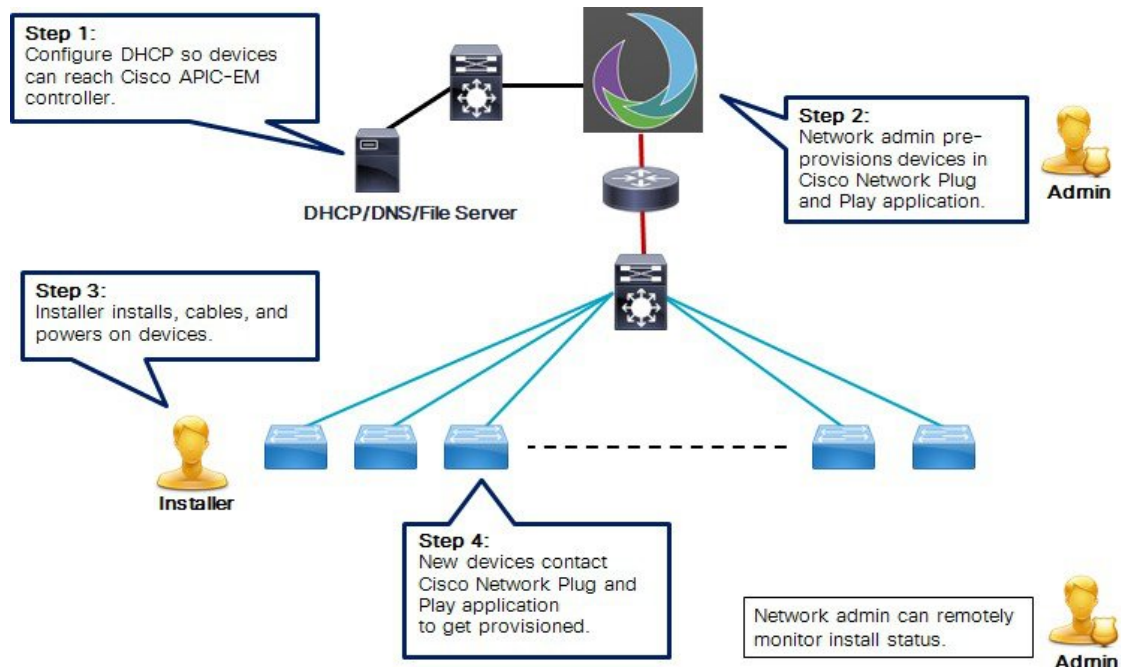 Step 1:
Configure DHCP so devices
can reach Cisco APIC-EM
controller.
Step 2:
Network admin pre-
provisions devices in
Cisco Network Plug
and Play application.
Admin
DHCP/DNS/File Server
Step 3:
Installer installs, cables, and
powers on devices.
Installer
Step 4:
New devices contact
Cisco Network Plug and
Play application
to get provisioned.
Network admin can remotely
monitor install status.
Admin